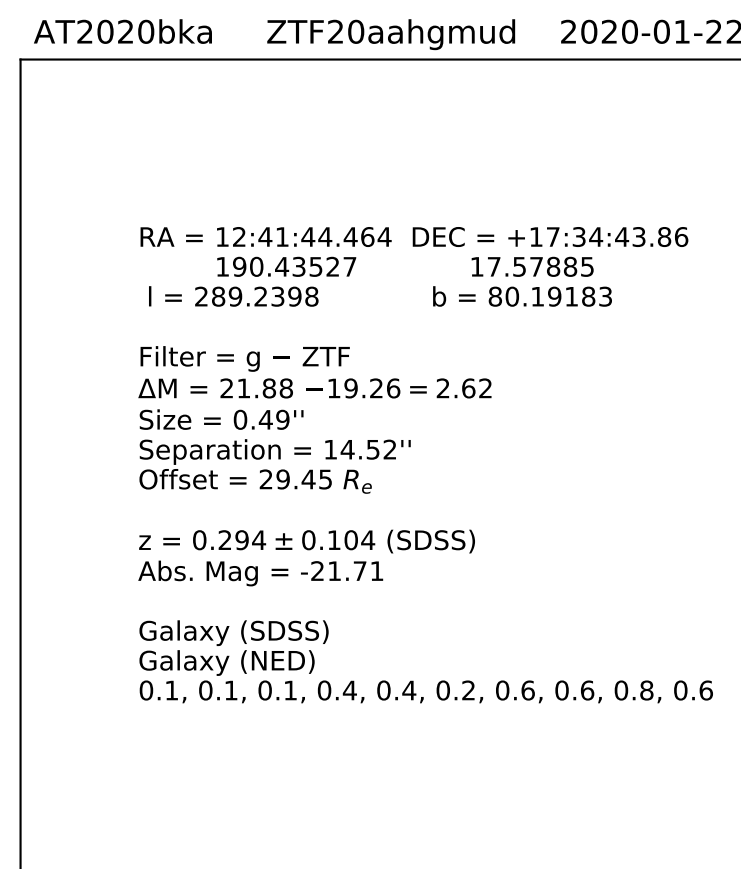 AT2020bka ZTF20aahgmud 2020-01-22
RA = 12:41:44.464 DEC = +17:34:43.86
190.43527 17.57885
l = 289.2398 b = 80.19183
Filter = g − ZTF
ΔM = 21.88 −19.26 = 2.62
Size = 0.49''
Separation = 14.52''
Offset = 29.45 Re
z = 0.294 ± 0.104 (SDSS)
Abs. Mag = -21.71
Galaxy (SDSS)
Galaxy (NED)
0.1, 0.1, 0.1, 0.4, 0.4, 0.2, 0.6, 0.6, 0.8, 0.6